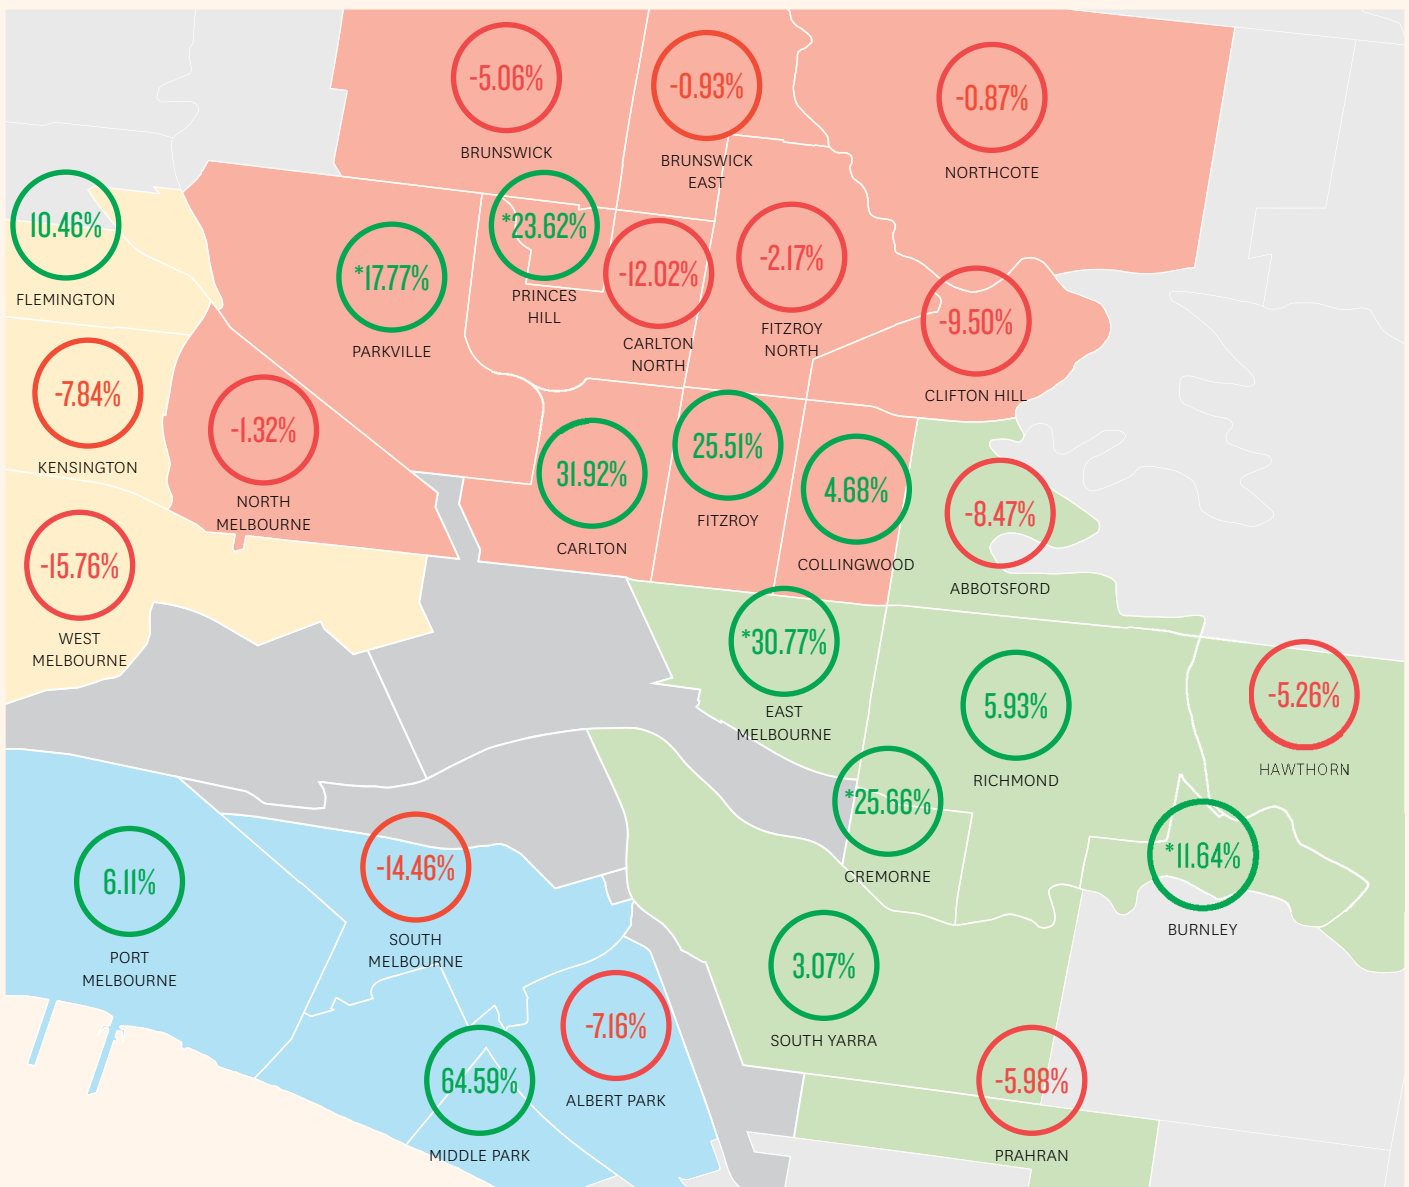 -5.06%
BRUNSWICK
-0.93%
BRUNSWICK
EAST
-0.87%
NORTHCOTE
10.46%
FLEMINGTON
*17.77%
PARKVILLE
*23.62%
PRINCES
HILL
-12.02%
CARLTON
NORTH
-2.17%
FITZROY
NORTH
-9.50%
CLIFTON HILL
-7.84%
KENSINGTON
-1.32%
NORTH
MELBOURNE
31.92%
CARLTON
25.51%
FITZROY
4.68%
COLLINGWOOD
-8.47%
ABBOTSFORD
-15.76%
WEST
MELBOURNE
*30.77%
EAST
MELBOURNE
5.93%
RICHMOND
-5.26%
HAWTHORN
*25.66%
CREMORNE
*11.64%
BURNLEY
6.11%
PORT
MELBOURNE
-14.46%
SOUTH
MELBOURNE
3.07%
SOUTH YARRA
-7.16%
ALBERT PARK
64.59%
MIDDLE PARK
-5.98%
PRAHRAN